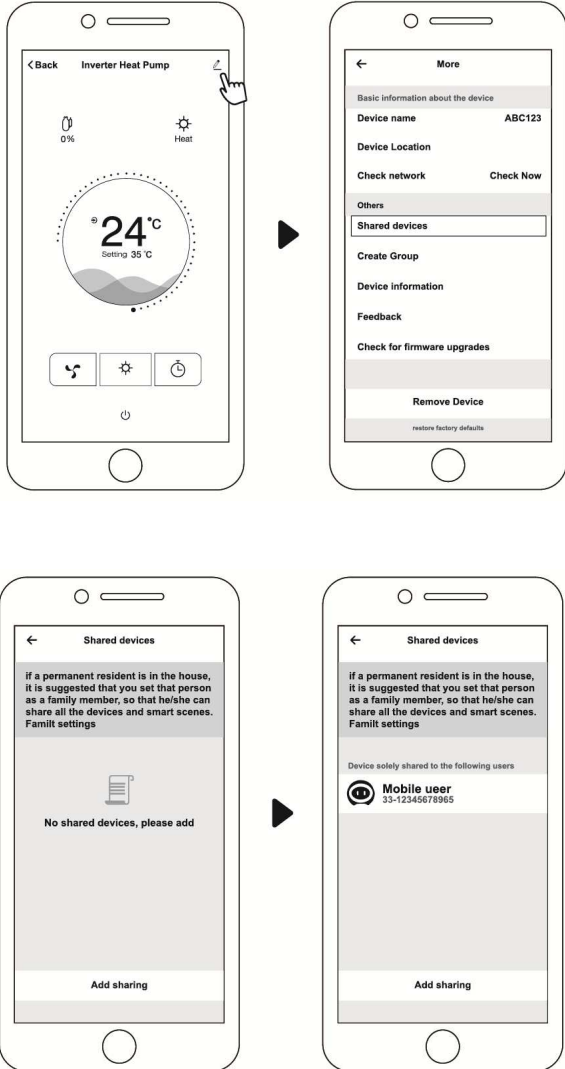 Back Inverter Heat Pump
0%
Heat
24°C
Setting 35 °C
More
Basic information about the device
Device name ABC123
Device Location
Check network Check Now
Others
Shared devices
Create Group
Device information
Feedback
Check for firmware upgrades
Remove Device
restore factory defaults
Shared devices
if a permanent resident is in the house,
it is suggested that you set that person
as a family member, so that he/she can
share all the devices and smart scenes.
Familt settings
No shared devices, please add
Add sharing
Shared devices
if a permanent resident is in the house,
it is suggested that you set that person
as a family member, so that he/she can
share all the devices and smart scenes.
Familt settings
Device solely shared to the following users
Mobile ueer
33-12345678965
Add sharing